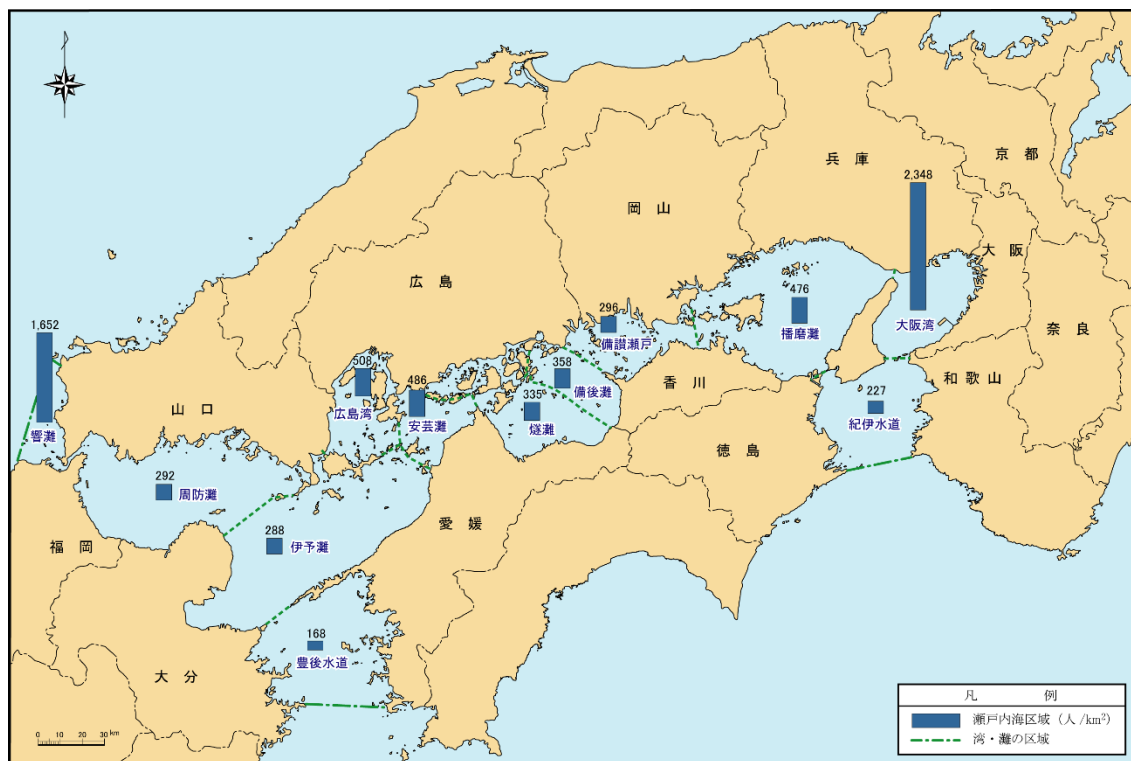 京都
兵庫
2,348
岡山
大阪
広島
476
296
播磨灘
大阪湾
奈良
1,652
備讃瀬戸
508
358
486
備後灘
香川
和歌山
335
227
山口
広島湾
安芸灘
燧灘
紀伊水道
響灘
徳島
292
周防灘
愛媛
288
福岡
伊予灘
168
豊後水道
大分
凡 例
瀬戸内海区域 (人/km²)
湾・灘の区域
0 10 20 30 km